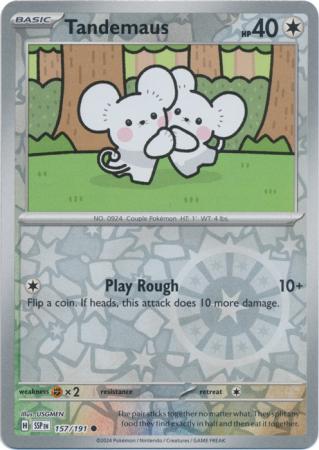 BASIC
Tandemaus
HP 40
NO. 0924 Couple Pokémon HT: 1' WT: 4 lbs.
Play Rough 10+
Flip a coin. If heads, this attack does 10 more damage.
weakness ×2 resistance retreat
Illus. USGMEN
The pair sticks together no matter what. They split any
food they find exactly in half and then eat it together.
H SSP EN 157/191
©2024 Pokémon / Nintendo / Creatures / GAME FREAK